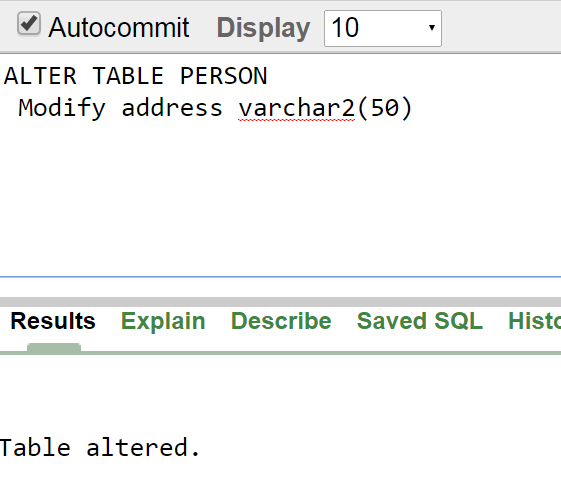 Autocommit Display 10
ALTER TABLE PERSON
Modify address varchar2(50)
Results Explain Describe Saved SQL Histo
Table altered.